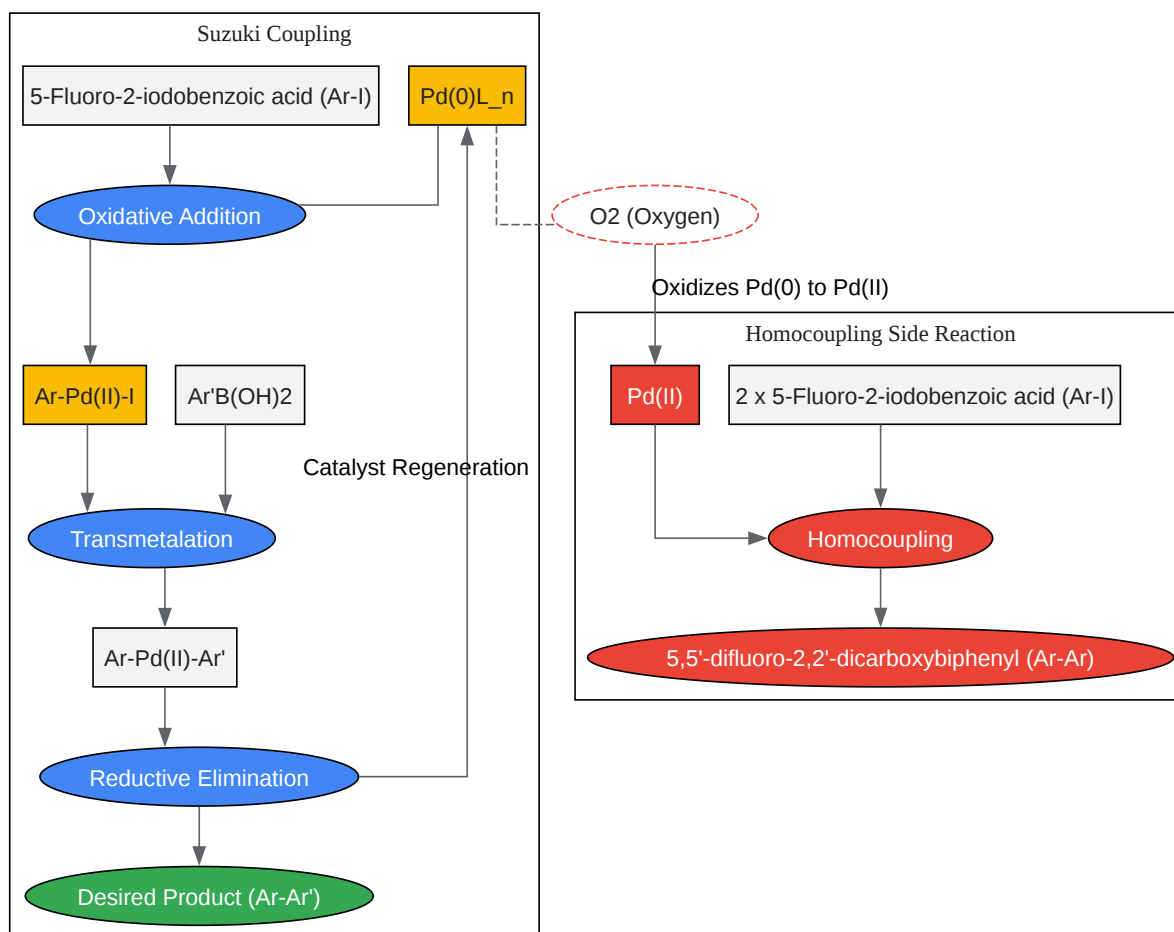 Suzuki Coupling
5-Fluoro-2-iodobenzoic acid (Ar-I)
Pd(0)L_n
Oxidative Addition
O2 (Oxygen)
Oxidizes Pd(0) to Pd(II)
Homocoupling Side Reaction
Ar-Pd(II)-I
Ar'B(OH)2
Pd(II)
2 x 5-Fluoro-2-iodobenzoic acid (Ar-I)
Catalyst Regeneration
Transmetalation
Homocoupling
Ar-Pd(II)-Ar'
5,5'-difluoro-2,2'-dicarboxybiphenyl (Ar-Ar)
Reductive Elimination
Desired Product (Ar-Ar')